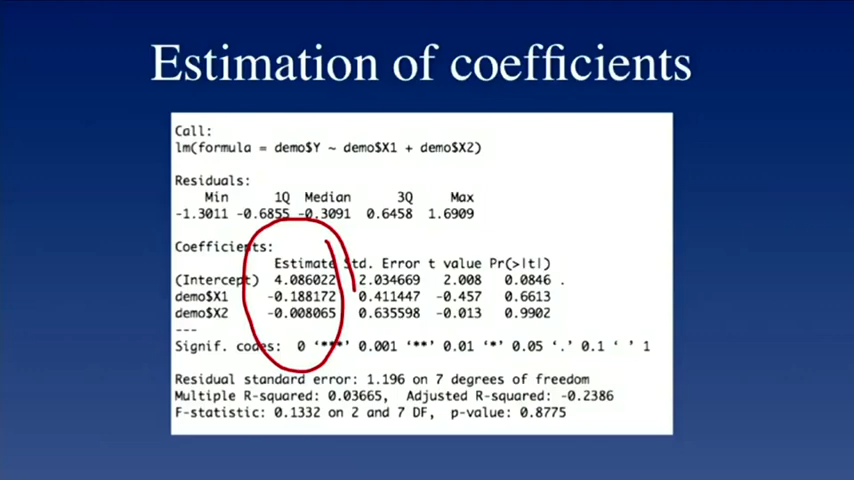 Estimation of coefficients
Call:
lm(formula = demo$Y ~ demo$X1 + demo$X2)
Residuals:
Min 1Q Median 3Q Max
-1.3011 -0.6855 -0.3091 0.6458 1.6909
Coefficients:
Estimate Std. Error t value Pr(>|t|)
(Intercept) 4.086022 2.034669 2.008 0.0846 .
demo$X1 -0.188172 0.411447 -0.457 0.6613
demo$X2 -0.008065 0.635598 -0.013 0.9902
---
Signif. codes: 0 ‘***’ 0.001 ‘**’ 0.01 ‘*’ 0.05 ‘.’ 0.1 ‘ ’ 1
Residual standard error: 1.196 on 7 degrees of freedom
Multiple R-squared: 0.03665, Adjusted R-squared: -0.2386
F-statistic: 0.1332 on 2 and 7 DF, p-value: 0.8775